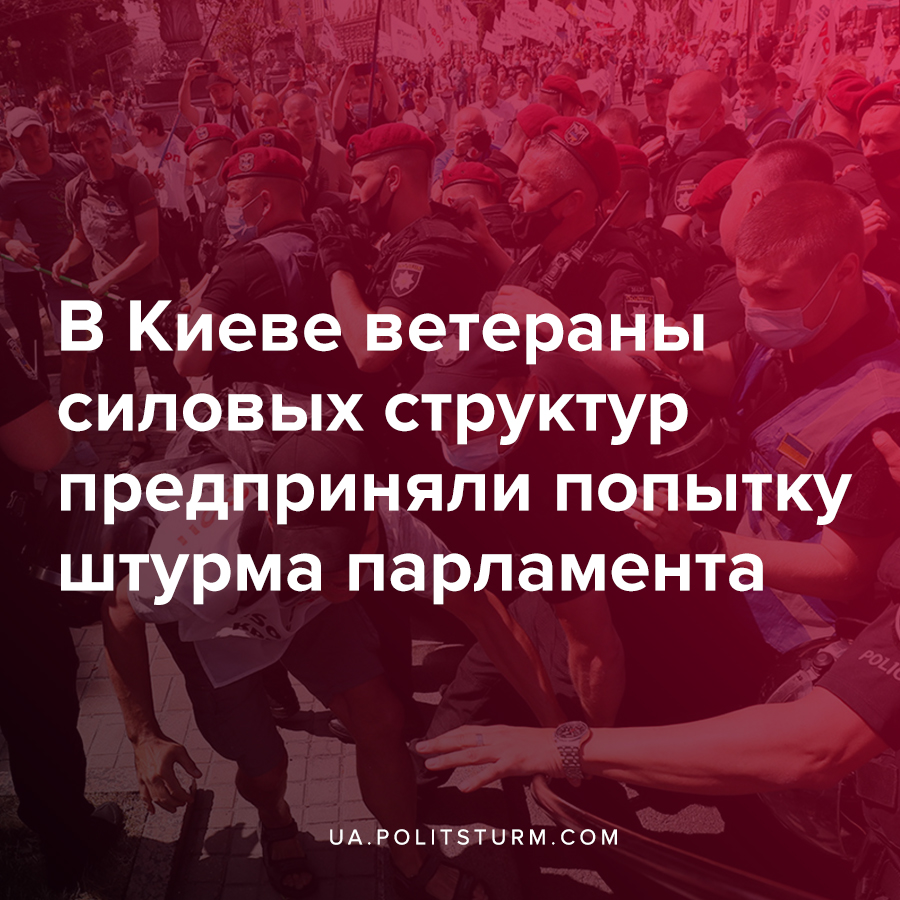 В Киеве ветераны
силовых структур
предприняли попытку
штурма парламента
UA.POLITSTURM.COM